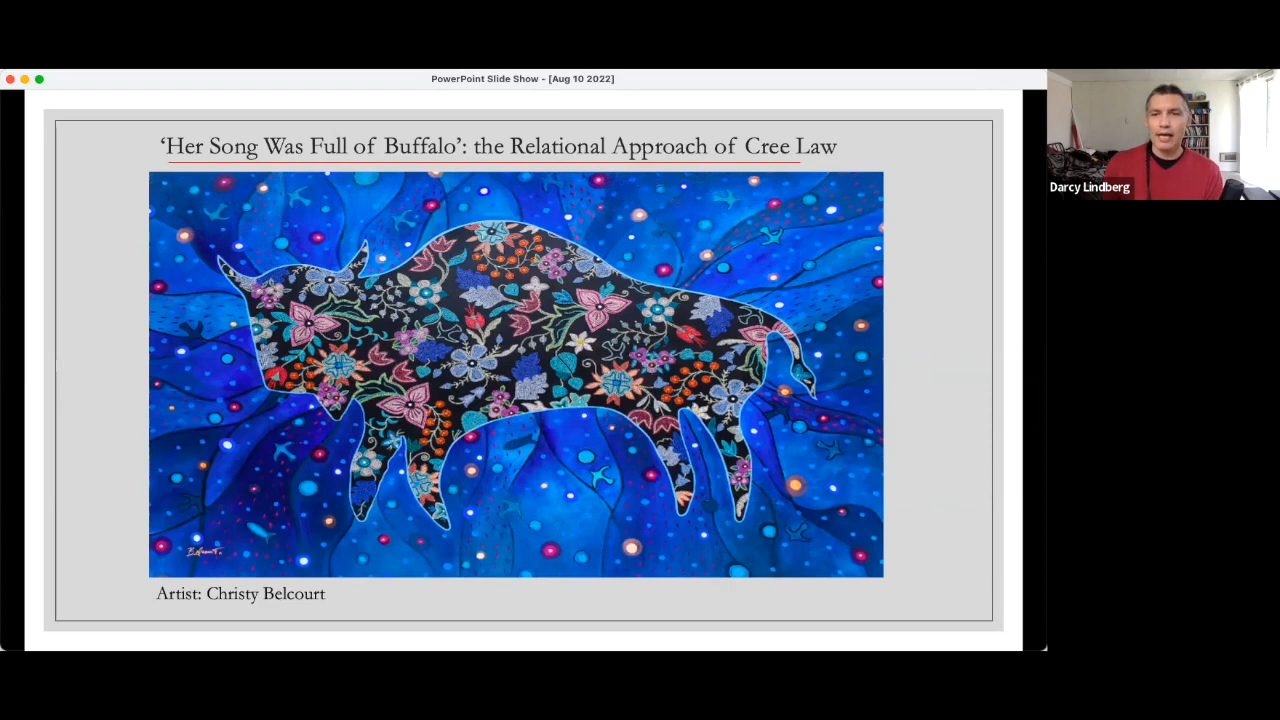 PowerPoint Slide Show - [Aug 10 2022]
‘Her Song Was Full of Buffalo’: the Relational Approach of Cree Law
Artist: Christy Belcourt
Darcy Lindberg